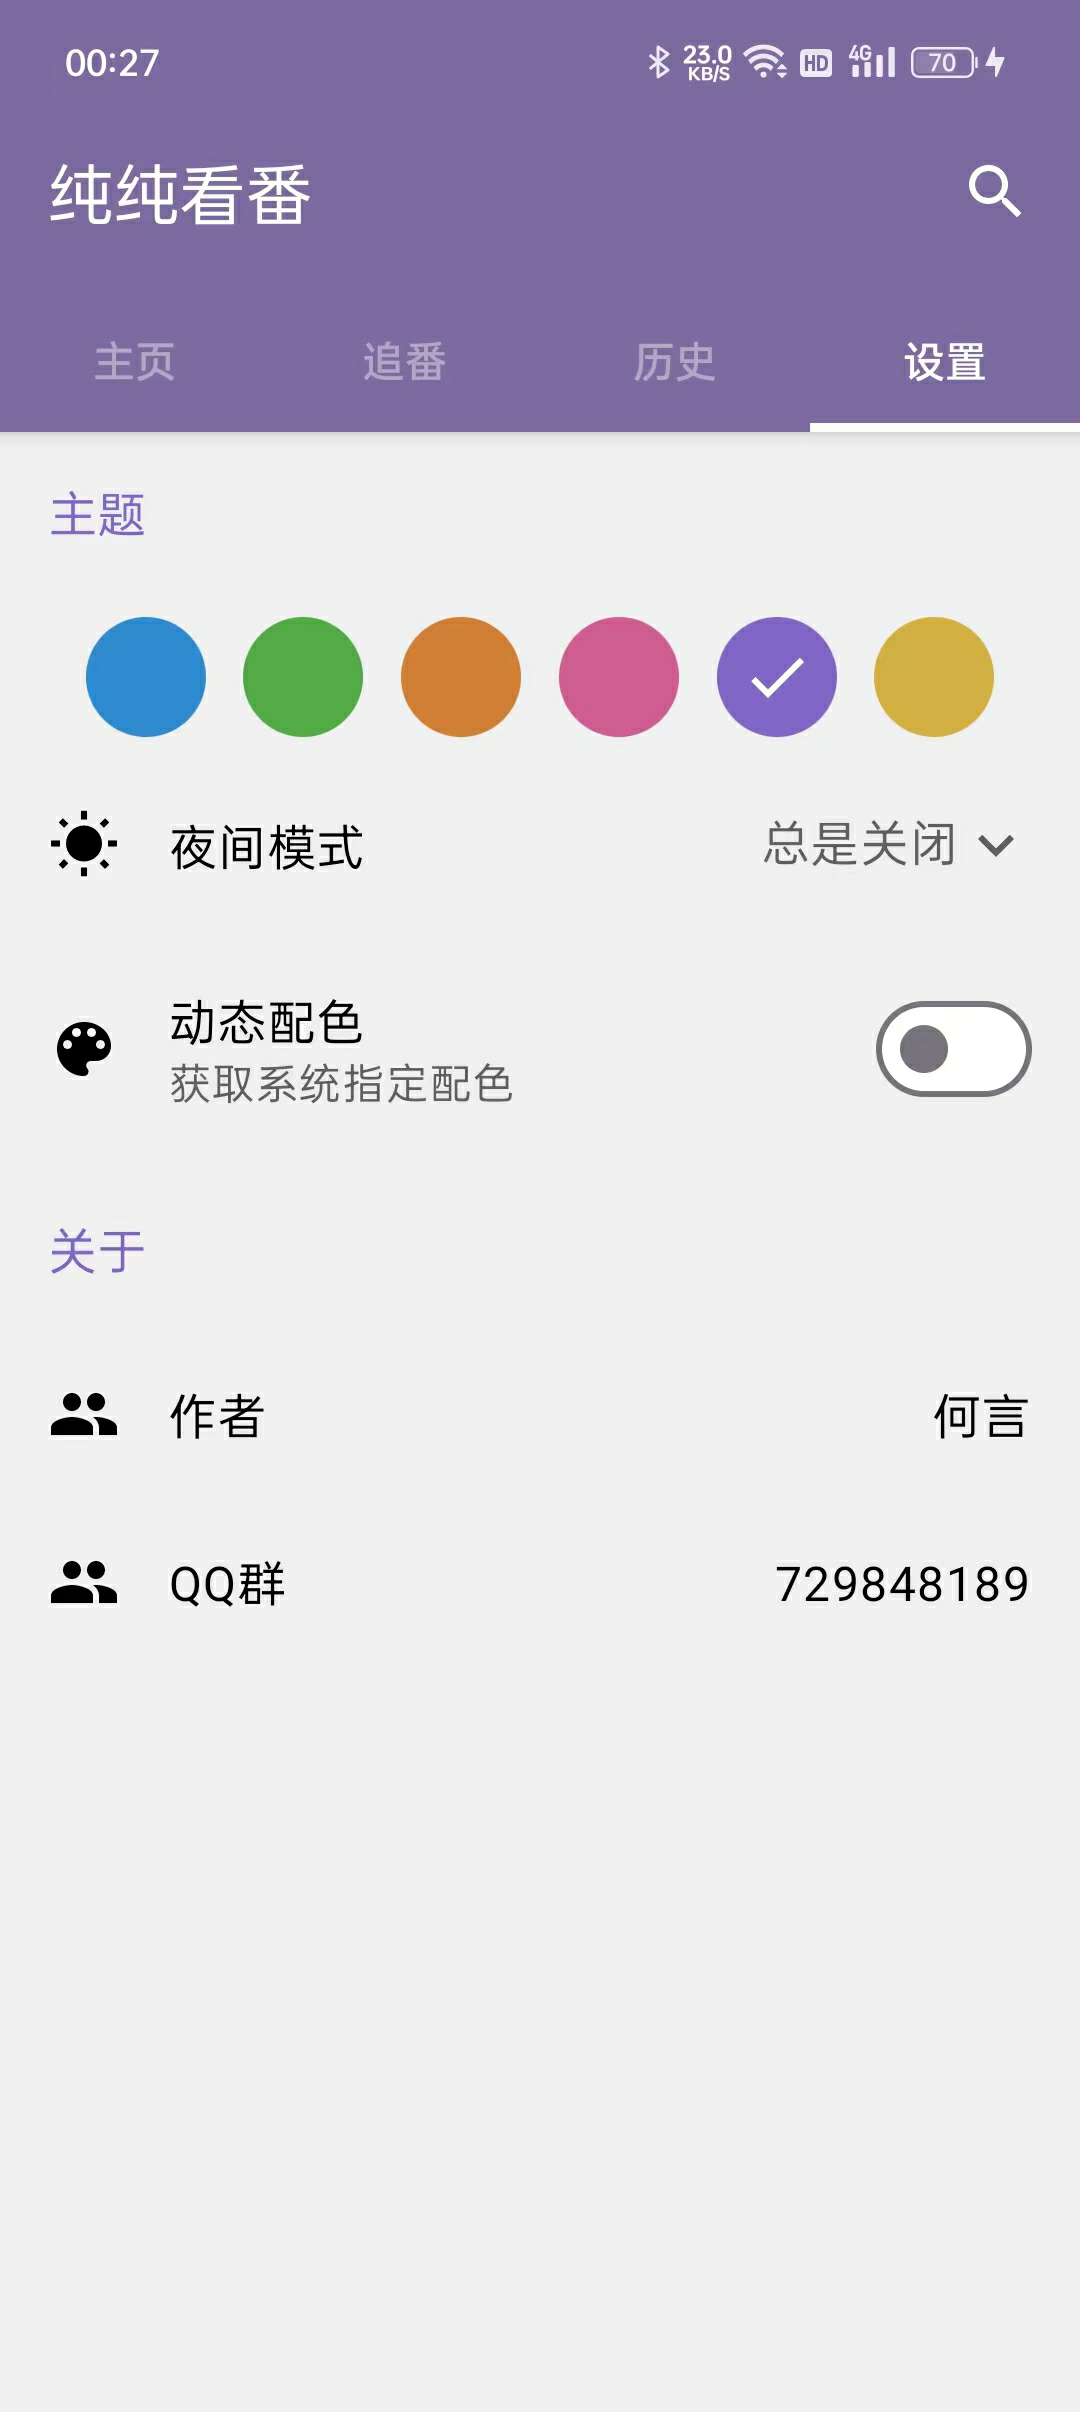 00:27
23.0
KB/S
HD
4G
70
纯纯看番
主页
追番
历史
设置
主题
夜间模式
总是关闭
动态配色
获取系统指定配色
关于
作者
何言
QQ群
729848189